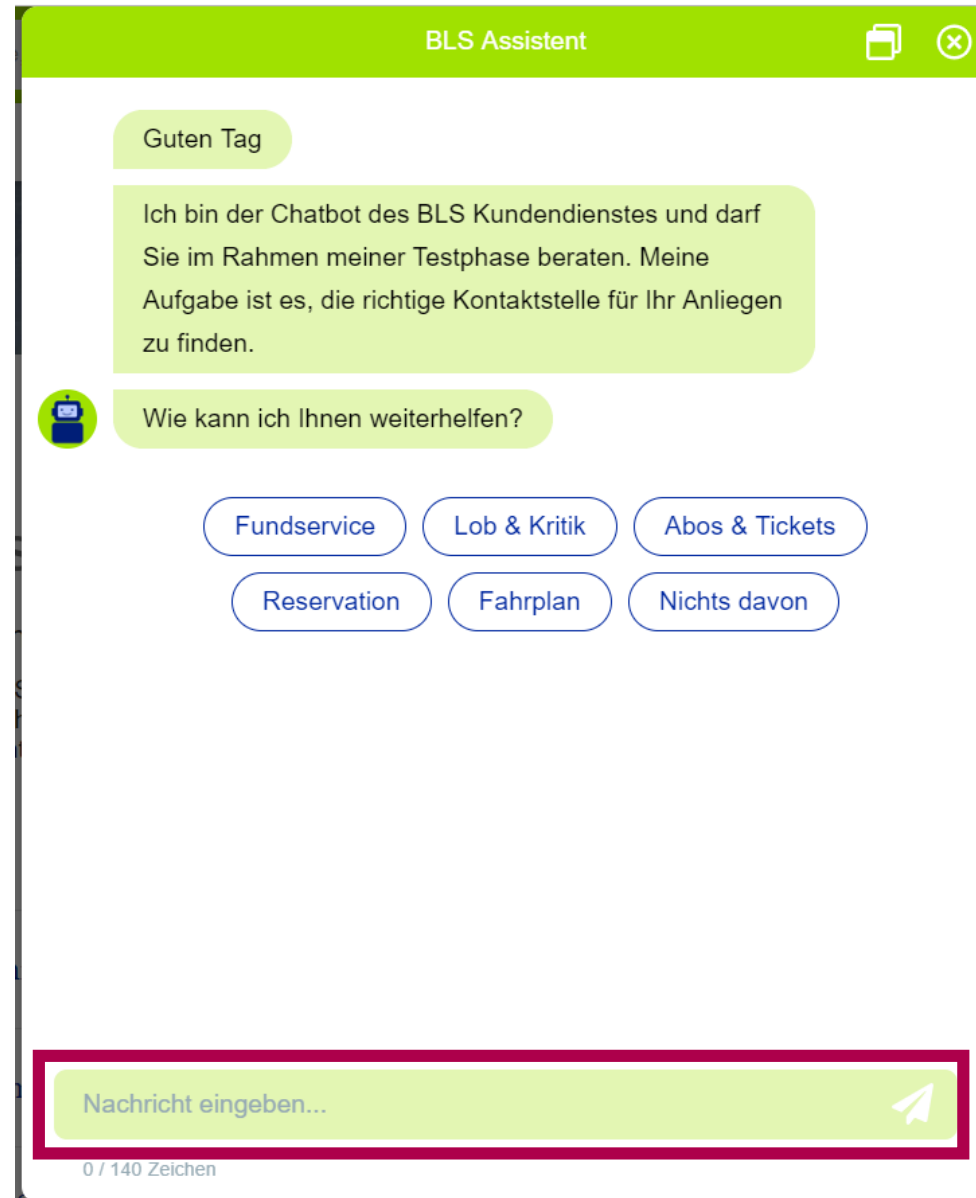 BLS Assistent
Guten Tag
Ich bin der Chatbot des BLS Kundendienstes und darf
Sie im Rahmen meiner Testphase beraten. Meine
Aufgabe ist es, die richtige Kontaktstelle für Ihr Anliegen
zu finden.
Wie kann ich Ihnen weiterhelfen?
Fundservice Lob & Kritik Abos & Tickets
Reservation Fahrplan Nichts davon
Nachricht eingeben...
0 / 140 Zeichen